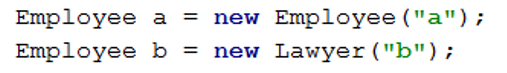 Employee a = new Employee("a");
Employee b = new Lawyer("b");